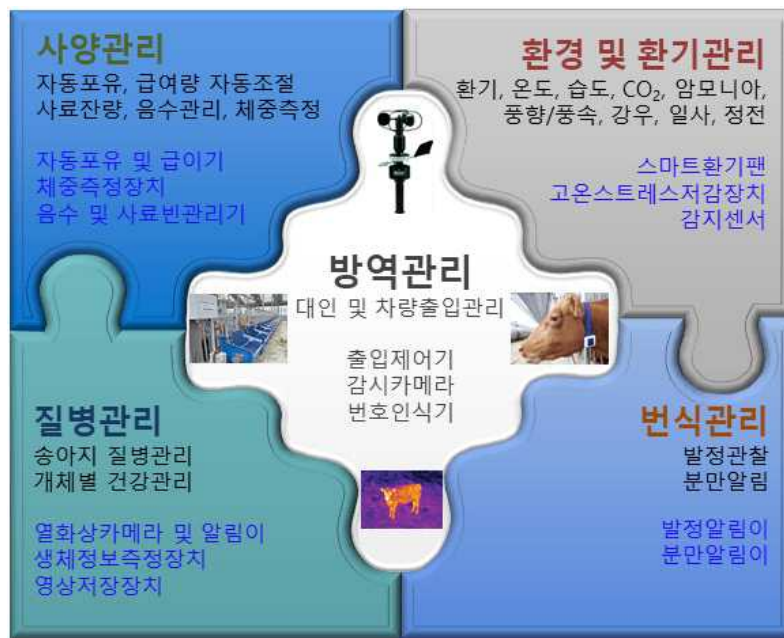 사양관리
자동포유, 급여량 자동조절
사료잔량, 음수관리, 체중측정
자동포유 및 급이기
체중측정장치
음수 및 사료빈관리기
환경 및 환기관리
환기, 온도, 습도, CO₂, 암모니아,
풍향/풍속, 강우, 일사, 정전
스마트환기팬
고온스트레스저감장치
감지센서
방역관리
대인 및 차량출입관리
출입제어기
감시카메라
번호인식기
질병관리
송아지 질병관리
개체별 건강관리
열화상카메라 및 알림이
생체정보측정장치
영상저장장치
번식관리
발정관찰
분만알림
발정알림이
분만알림이